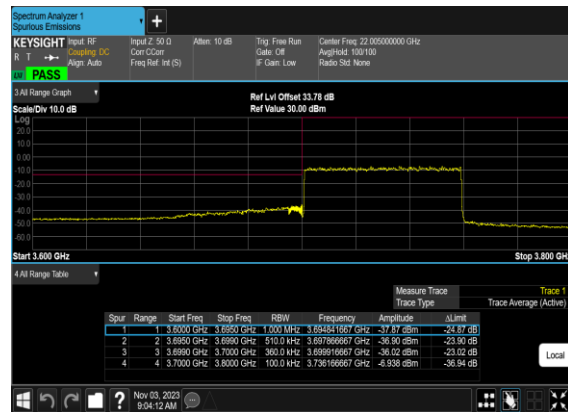 Spectrum Analyzer 1
Spurious Emissions
+
KEYSIGHT Input: RF Input Z: 50 Ω Atten: 10 dB Trig: Free Run Center Freq: 22.005000000 GHz
R T Coupling: DC Corr CCorr Gate: Off Avg|Hold: 100/100
Align: Auto Freq Ref: Int (S) IF Gain: Low Radio Std: None
PASS
3 All Range Graph Ref Lvl Offset 33.78 dB
Scale/Div 10.0 dB Ref Value 30.00 dBm
Log
20.0
10.0
0.00
-10.0
-20.0
-30.0
-40.0
-50.0
-60.0
Start 3.600 GHz Stop 3.800 GHz
4 All Range Table
Measure Trace Trace 1
Trace Type Trace Average (Active)
Spur Range Start Freq Stop Freq RBW Frequency Amplitude ΔLimit
1 1 3.6000 GHz 3.6950 GHz 1.000 MHz 3.694841667 GHz -37.87 dBm -24.87 dB
2 2 3.6950 GHz 3.6990 GHz 510.0 kHz 3.697866667 GHz -36.90 dBm -23.90 dB
3 3 3.6990 GHz 3.7000 GHz 360.0 kHz 3.699916667 GHz -36.02 dBm -23.02 dB
4 4 3.7000 GHz 3.8000 GHz 100.0 kHz 3.736166667 GHz -6.938 dBm -36.94 dB
Local
? Nov 03, 2023
9:04:12 AM